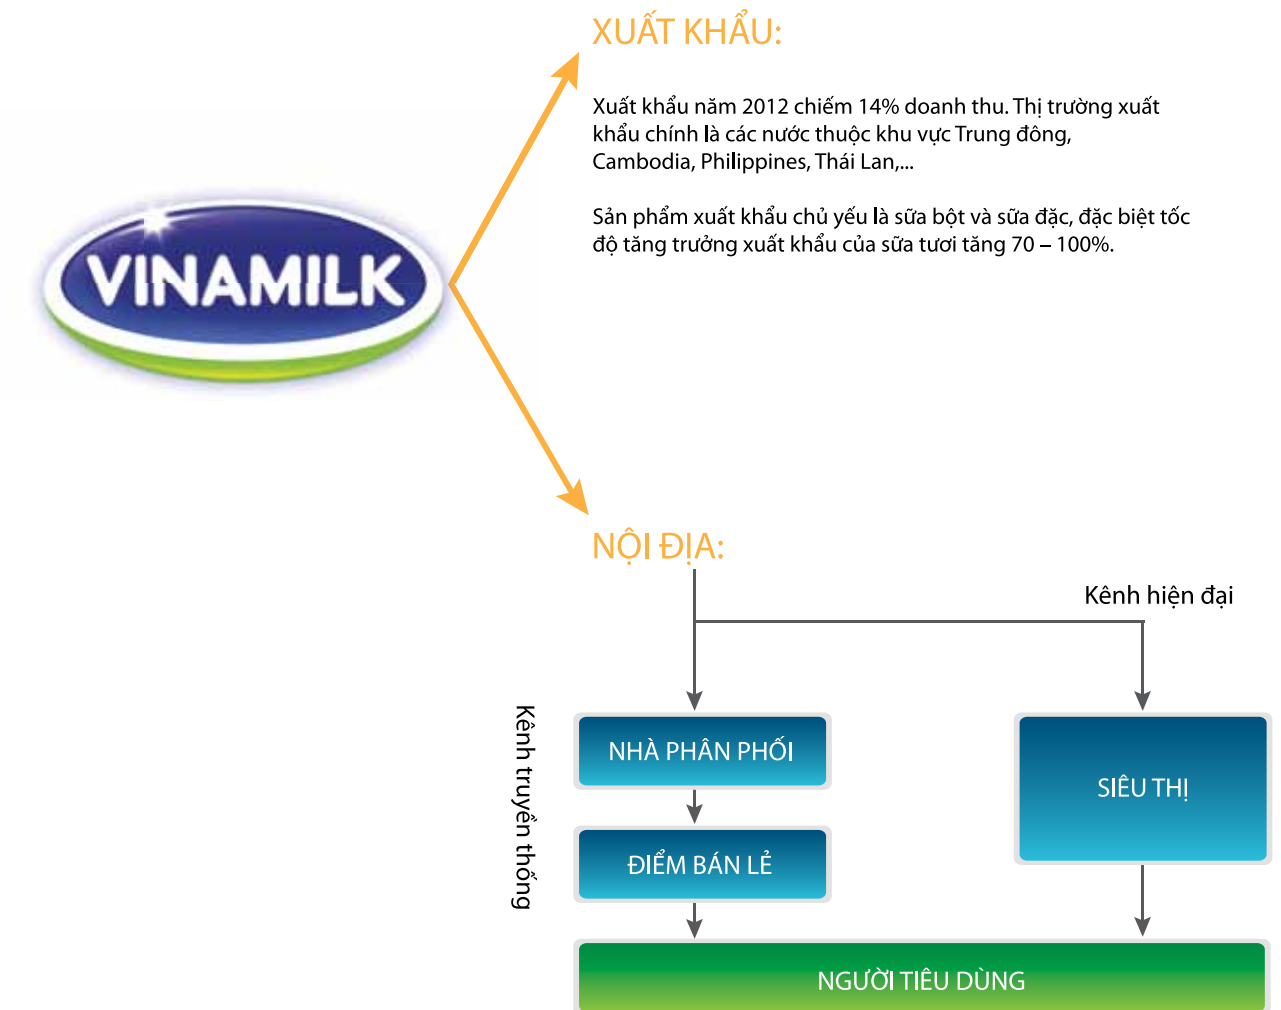 XUẤT KHẨU:
Xuất khẩu năm 2012 chiếm 14% doanh thu. Thị trường xuất
khẩu chính là các nước thuộc khu vực Trung đông,
Cambodia, Philippines, Thái Lan,...
Sản phẩm xuất khẩu chủ yếu là sữa bột và sữa đặc, đặc biệt tốc
độ tăng trưởng xuất khẩu của sữa tươi tăng 70 – 100%.
VINAMILK
NỘI ĐỊA:
Kênh hiện đại
Kênh truyền thống
NHÀ PHÂN PHỐI
SIÊU THỊ
ĐIỂM BÁN LẺ
NGƯỜI TIÊU DÙNG